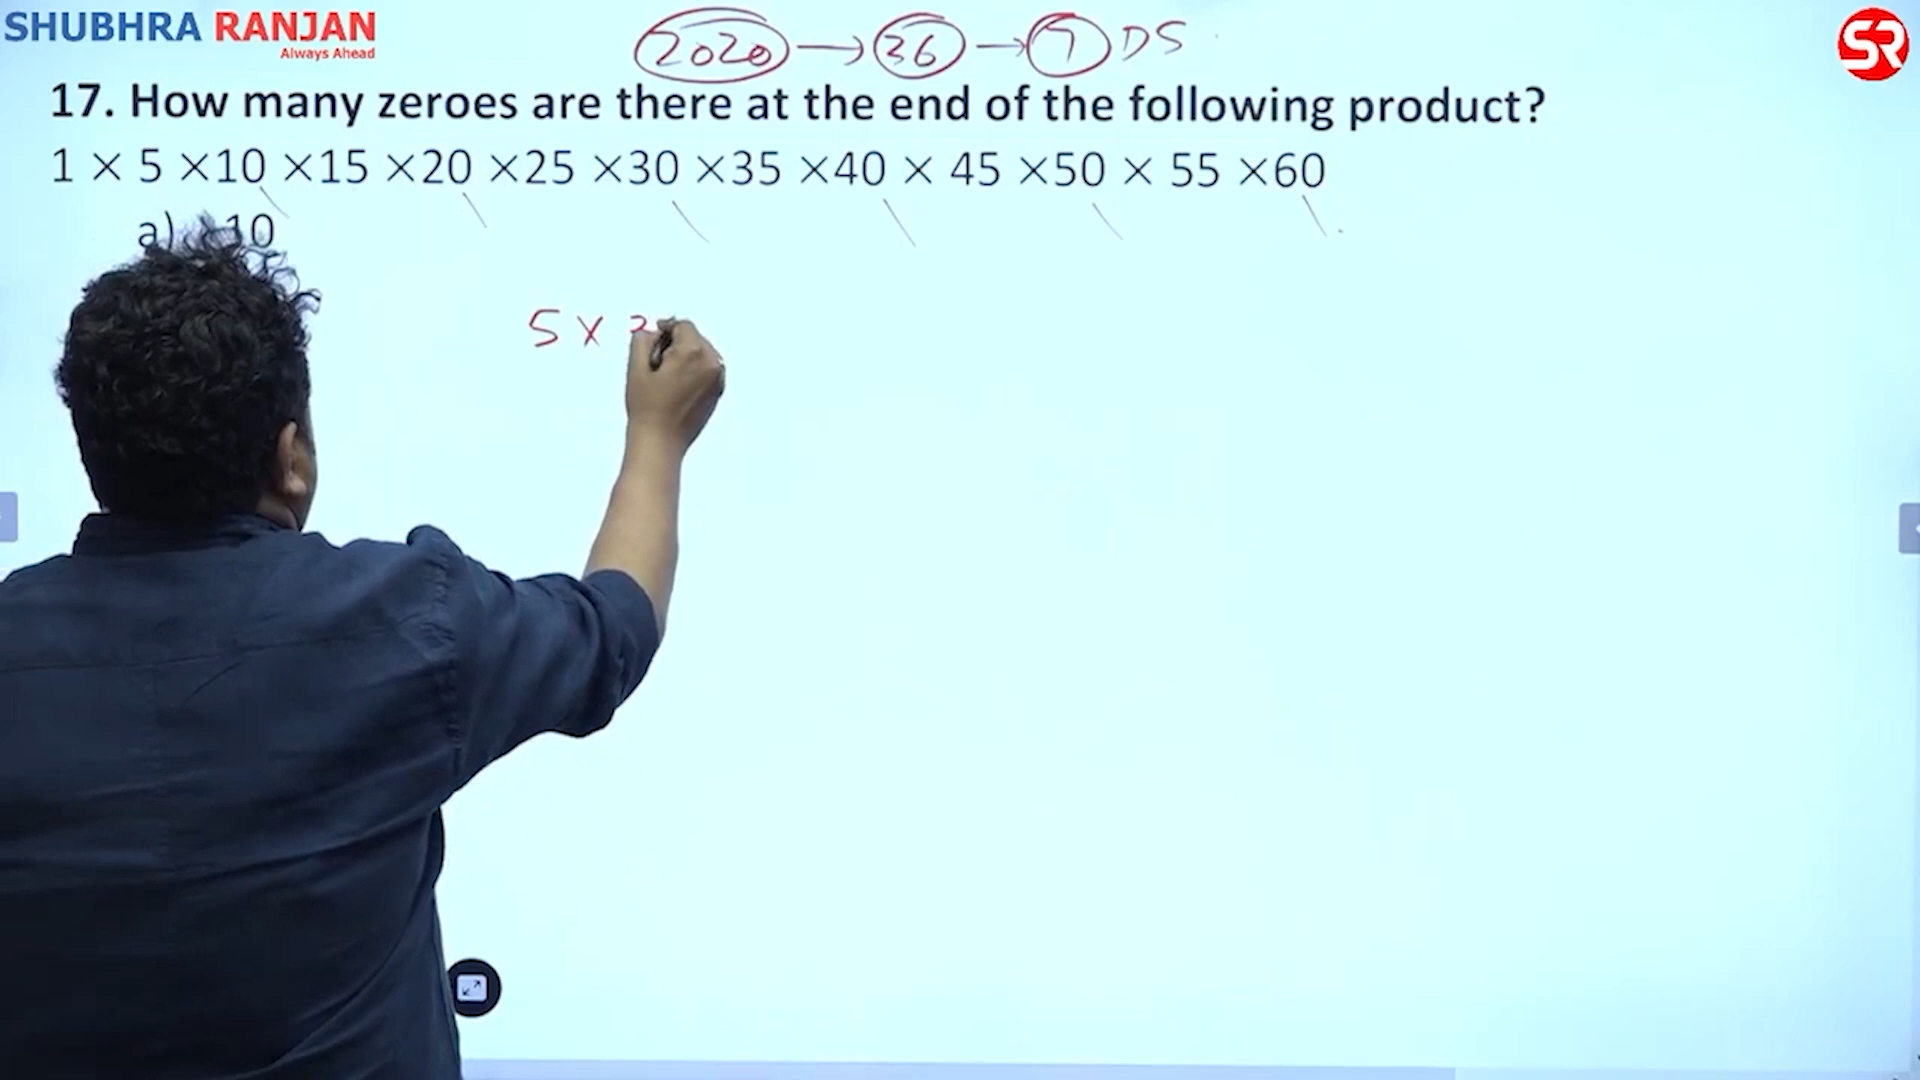 SHUBHRA RANJAN
Always Ahead
2020 → 36 → 9 DS
SR
17. How many zeroes are there at the end of the following product?
1 × 5 ×10 ×15 ×20 ×25 ×30 ×35 ×40 × 45 ×50 × 55 ×60
a) 10
5 ×